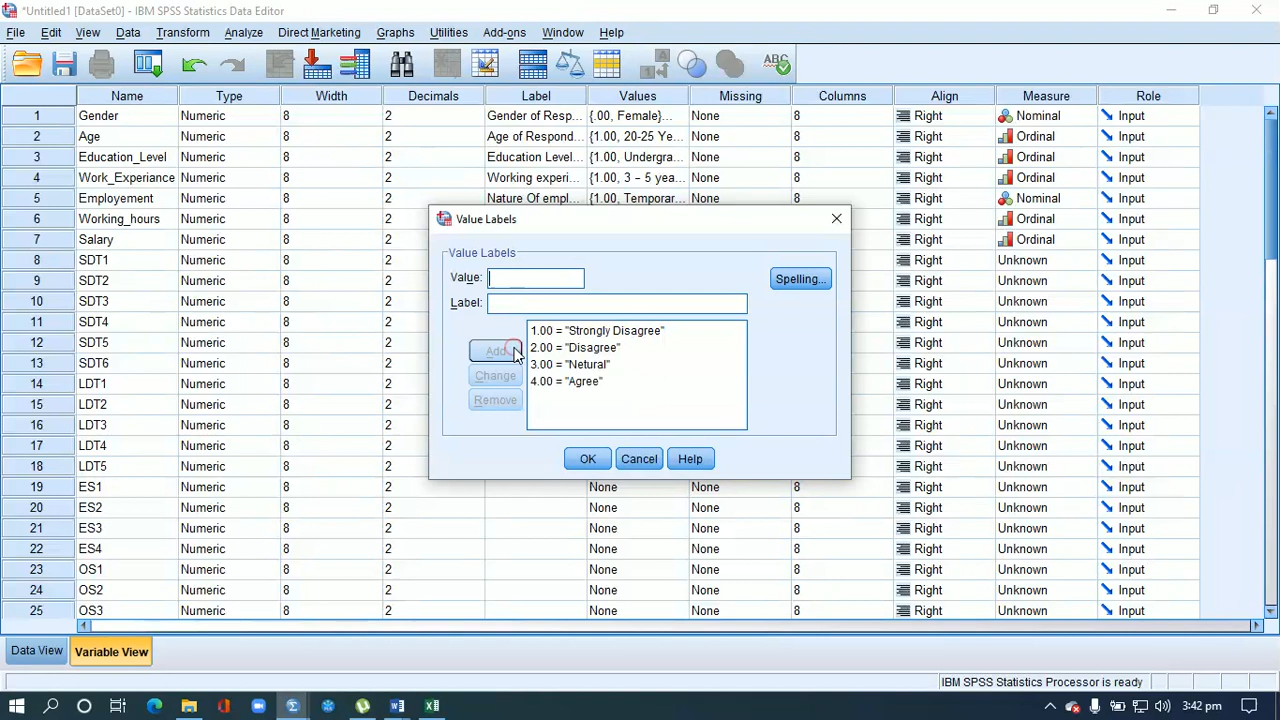 *Untitled1 [DataSet0] - IBM SPSS Statistics Data Editor
File Edit View Data Transform Analyze Direct Marketing Graphs Utilities Add-ons Window Help
Name Type Width Decimals Label Values Missing Columns Align Measure Role
1 Gender Numeric 8 2 Gender of Resp... {.00, Female}... None 8 Right Nominal Input
2 Age Numeric 8 2 Age of Respond... {1.00, 20-25 Ye... None 8 Right Ordinal Input
3 Education_Level Numeric 8 2 Education Level... {1.00, Undergra... None 8 Right Ordinal Input
4 Work_Experiance Numeric 8 2 Working experi... {1.00, 3 – 5 yea... None 8 Right Ordinal Input
5 Employement Numeric 8 2 Nature Of empl... {1.00, Temporar... None 8 Right Nominal Input
6 Working_hours Numeric 8 2 Right Ordinal Input
7 Salary Numeric 8 2 Right Ordinal Input
8 SDT1 Numeric 8 2 Right Unknown Input
9 SDT2 Numeric 8 2 Right Unknown Input
10 SDT3 Numeric 8 2 Right Unknown Input
11 SDT4 Numeric 8 2 Right Unknown Input
12 SDT5 Numeric 8 2 Right Unknown Input
13 SDT6 Numeric 8 2 Right Unknown Input
14 LDT1 Numeric 8 2 Right Unknown Input
15 LDT2 Numeric 8 2 Right Unknown Input
16 LDT3 Numeric 8 2 Right Unknown Input
17 LDT4 Numeric 8 2 Right Unknown Input
18 LDT5 Numeric 8 2 Right Unknown Input
19 ES1 Numeric 8 2 None None 8 Right Unknown Input
20 ES2 Numeric 8 2 None None 8 Right Unknown Input
21 ES3 Numeric 8 2 None None 8 Right Unknown Input
22 ES4 Numeric 8 2 None None 8 Right Unknown Input
23 OS1 Numeric 8 2 None None 8 Right Unknown Input
24 OS2 Numeric 8 2 None None 8 Right Unknown Input
25 OS3 Numeric 8 2 None None 8 Right Unknown Input
Value Labels
Value Labels
Value:
Spelling...
Label:
1.00 = "Strongly Disagree"
2.00 = "Disagree"
3.00 = "Netural"
4.00 = "Agree"
Add
Change
Remove
OK Cancel Help
Data View Variable View
IBM SPSS Statistics Processor is ready
3:42 pm